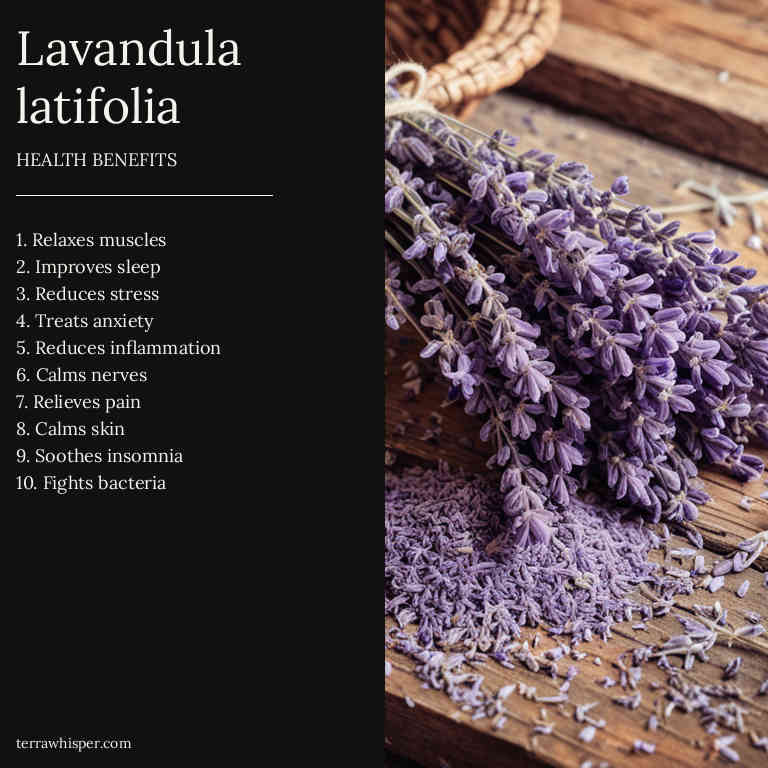 Lavandula
latifolia
HEALTH BENEFITS
1. Relaxes muscles
2. Improves sleep
3. Reduces stress
4. Treats anxiety
5. Reduces inflammation
6. Calms nerves
7. Relieves pain
8. Calms skin
9. Soothes insomnia
10. Fights bacteria
terrawhisper.com